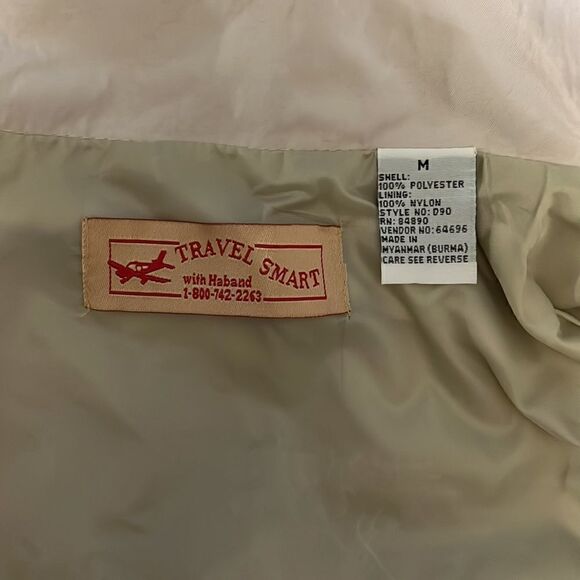 TRAVEL SMART
with Haband
1-800-742-2263
M
SHELL:
100% POLYESTER
LINING:
100% NYLON
STYLE NO: D90
RN: 84890
VENDOR NO: 64696
MADE IN
MYANMAR (BURMA)
CARE SEE REVERSE